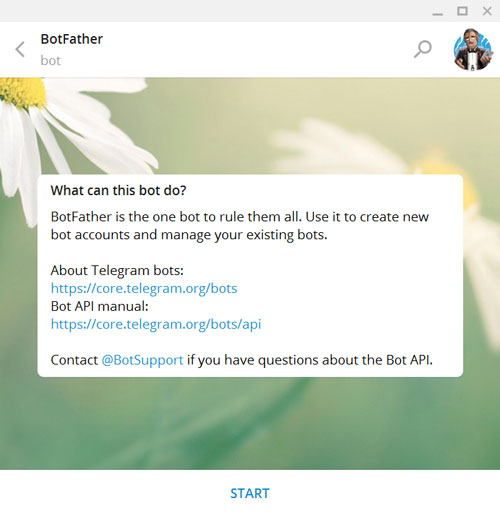 BotFather
bot
What can this bot do?
BotFather is the one bot to rule them all. Use it to create new
bot accounts and manage your existing bots.
About Telegram bots:
https://core.telegram.org/bots
Bot API manual:
https://core.telegram.org/bots/api
Contact @BotSupport if you have questions about the Bot API.
START